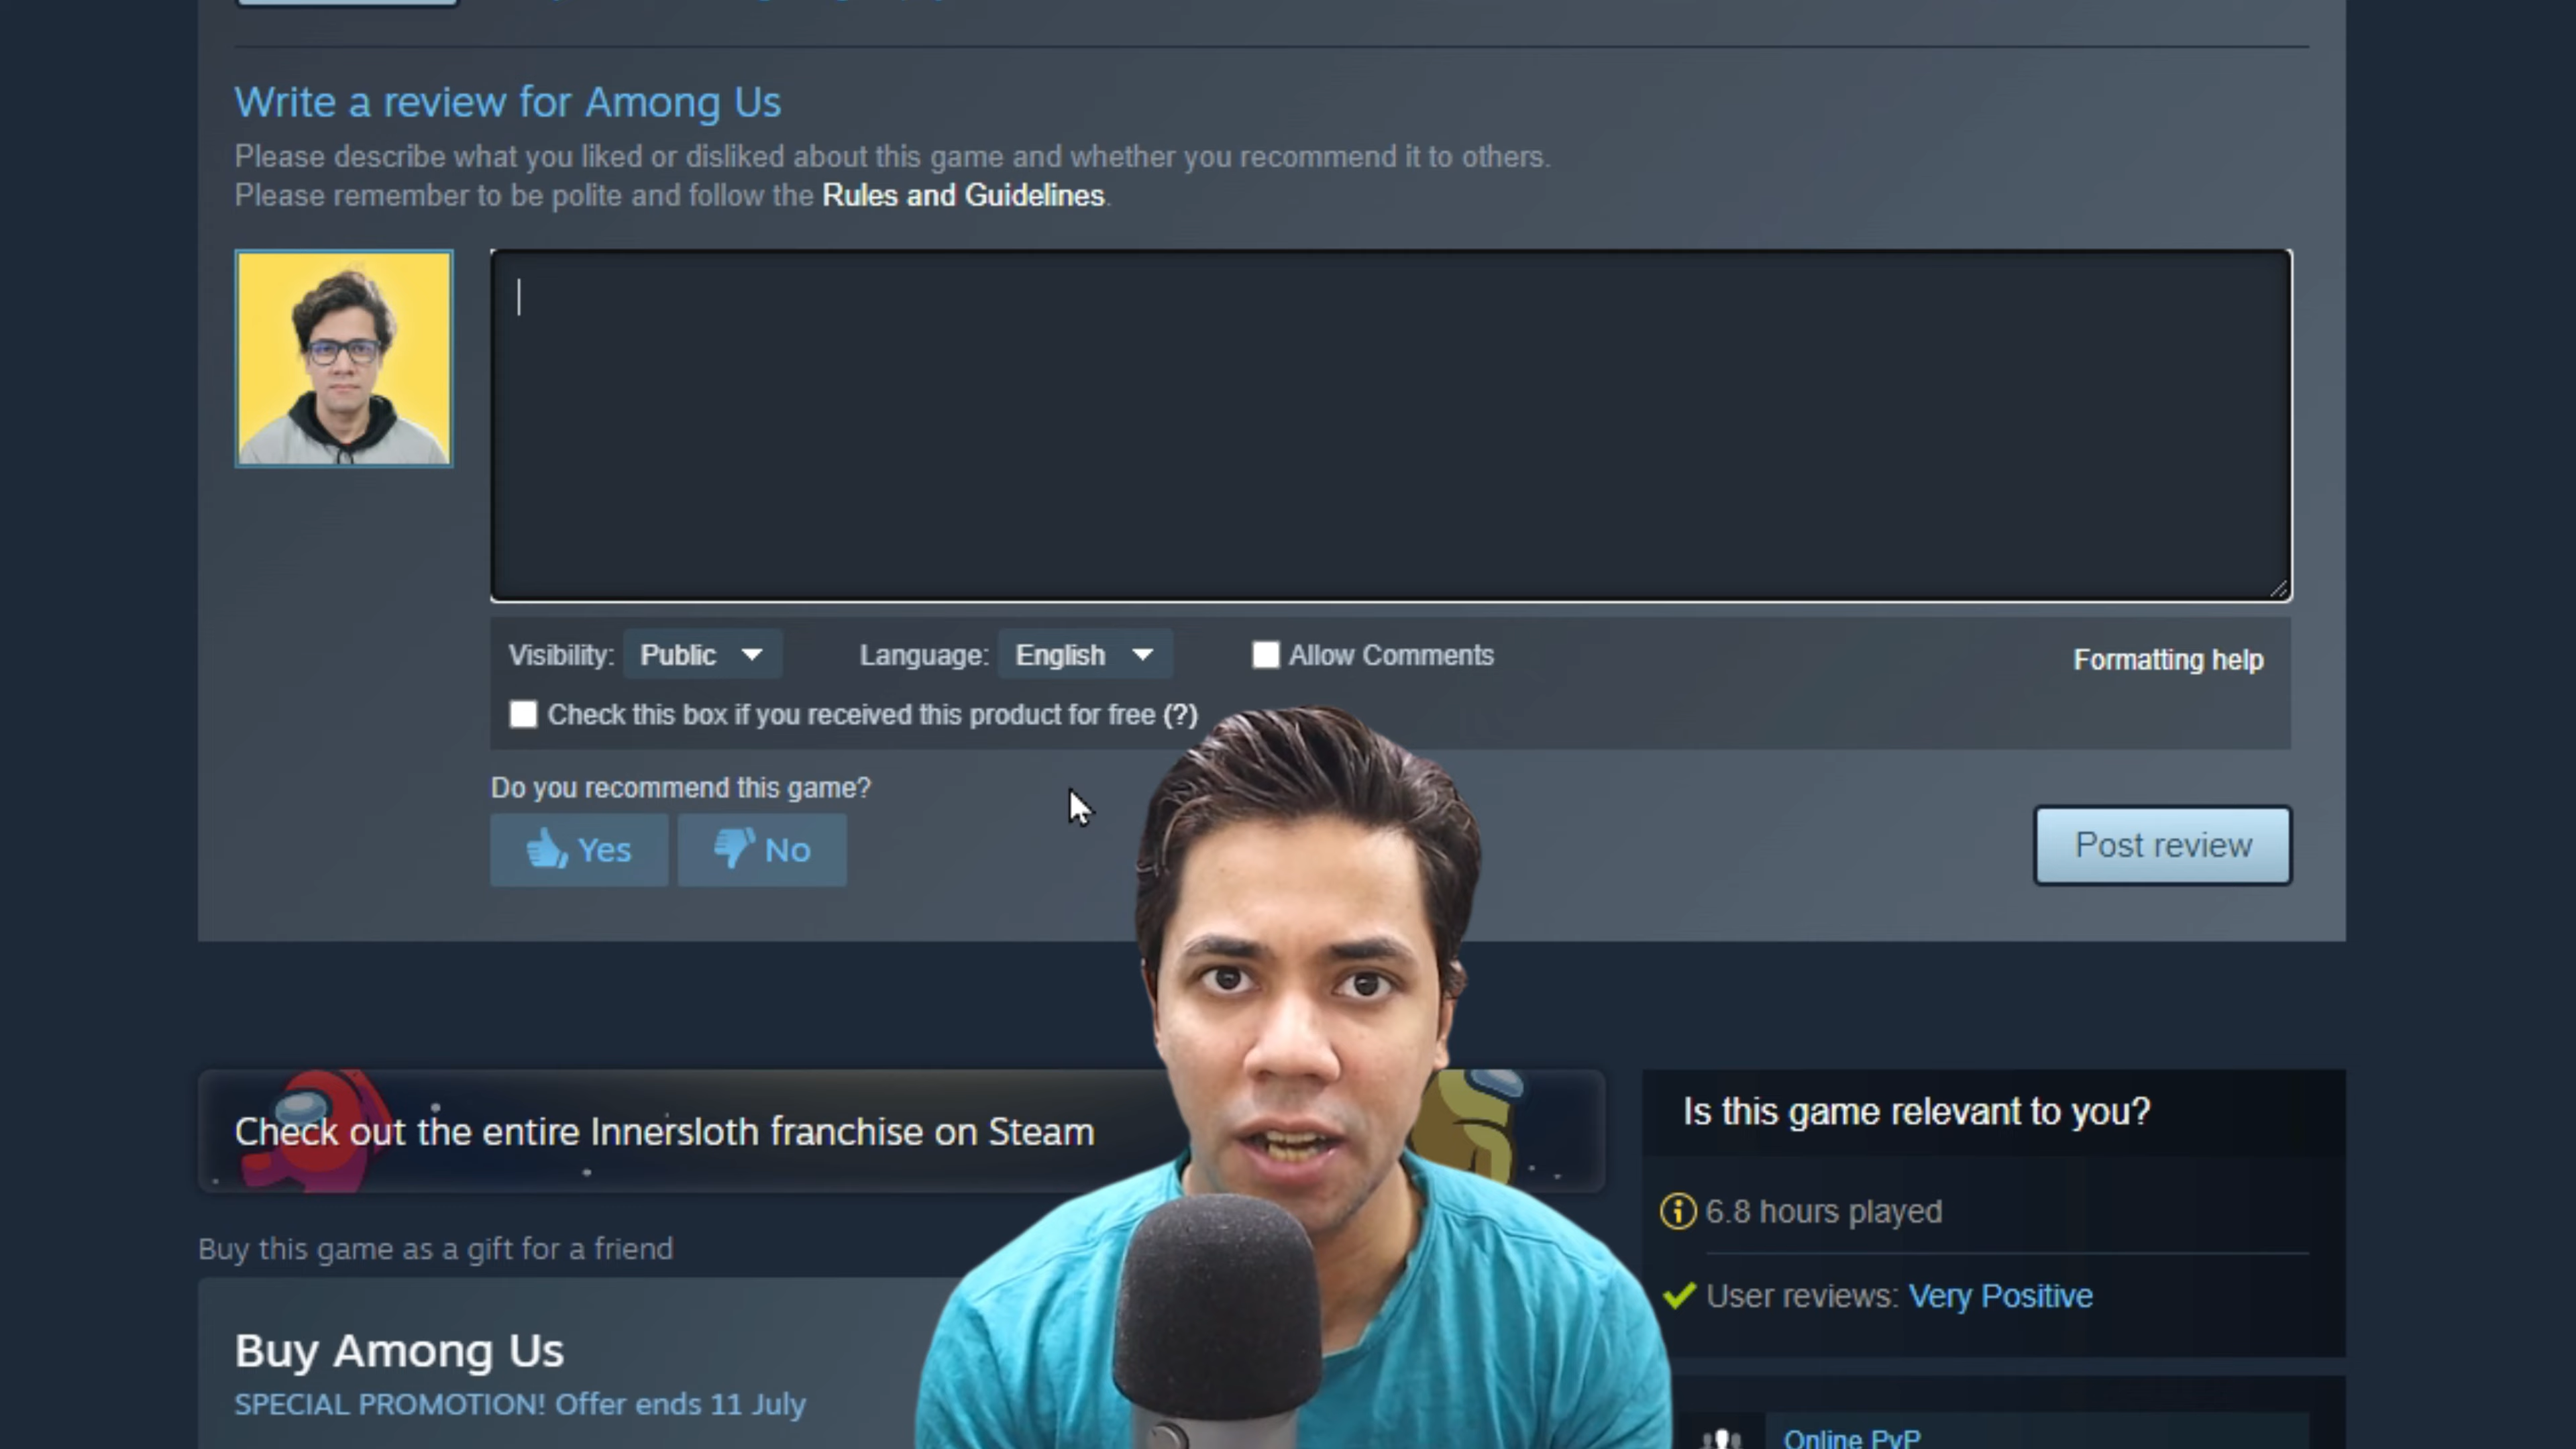 Write a review for Among Us
Please describe what you liked or disliked about this game and whether you recommend it to others.
Please remember to be polite and follow the Rules and Guidelines.
Visibility: Public Language: English Allow Comments Formatting help
Check this box if you received this product for free (?)
Do you recommend this game?
Yes No
Post review
Check out the entire Innersloth franchise on Steam
Buy this game as a gift for a friend
Buy Among Us
SPECIAL PROMOTION! Offer ends 11 July
Is this game relevant to you?
6.8 hours played
User reviews: Very Positive
Online PvP